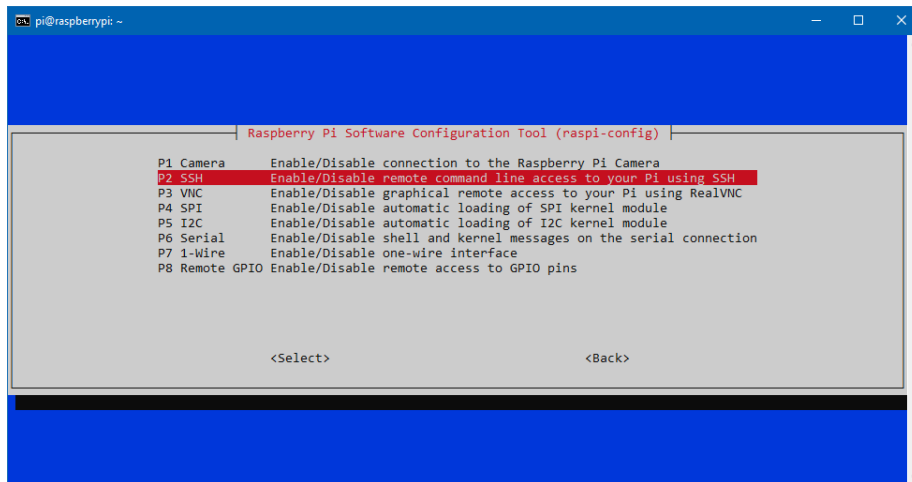 pi@raspberrypi: ~
Raspberry Pi Software Configuration Tool (raspi-config)
P1 Camera Enable/Disable connection to the Raspberry Pi Camera
P2 SSH Enable/Disable remote command line access to your Pi using SSH
P3 VNC Enable/Disable graphical remote access to your Pi using RealVNC
P4 SPI Enable/Disable automatic loading of SPI kernel module
P5 I2C Enable/Disable automatic loading of I2C kernel module
P6 Serial Enable/Disable shell and kernel messages on the serial connection
P7 1-Wire Enable/Disable one-wire interface
P8 Remote GPIO Enable/Disable remote access to GPIO pins
<Select> <Back>